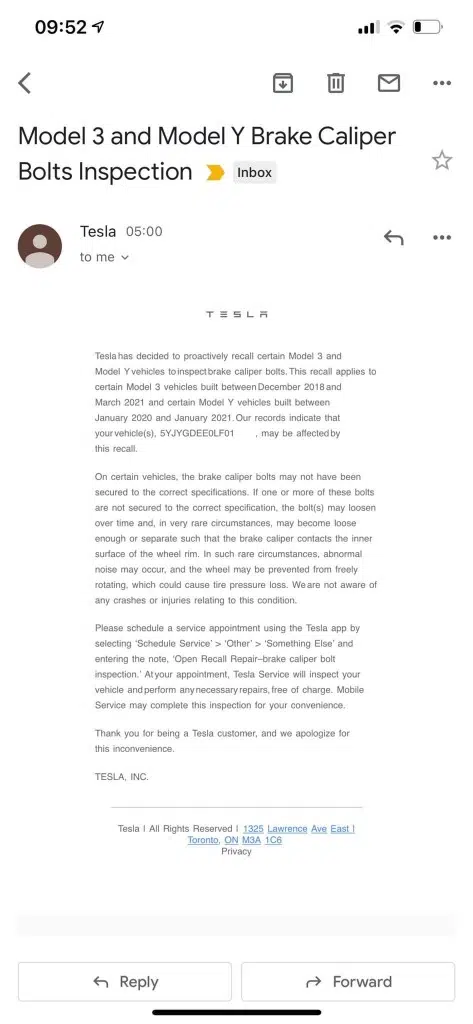 09:52
Model 3 and Model Y Brake Caliper
Bolts Inspection Inbox
Tesla 05:00
to me
TESLA
Tesla has decided to proactively recall certain Model 3 and
Model Y vehicles to inspect brake caliper bolts. This recall applies to
certain Model 3 vehicles built between December 2018 and
March 2021 and certain Model Y vehicles built between
January 2020 and January 2021. Our records indicate that
your vehicle(s), 5YJYGDEE0LF01 , may be affected by
this recall.
On certain vehicles, the brake caliper bolts may not have been
secured to the correct specifications. If one or more of these bolts
are not secured to the correct specification, the bolt(s) may loosen
over time and, in very rare circumstances, may become loose
enough or separate such that the brake caliper contacts the inner
surface of the wheel rim. In such rare circumstances, abnormal
noise may occur, and the wheel may be prevented from freely
rotating, which could cause tire pressure loss. We are not aware of
any crashes or injuries relating to this condition.
Please schedule a service appointment using the Tesla app by
selecting 'Schedule Service' > 'Other' > 'Something Else' and
entering the note, 'Open Recall Repair–brake caliper bolt
inspection.' At your appointment, Tesla Service will inspect your
vehicle and perform any necessary repairs, free of charge. Mobile
Service may complete this inspection for your convenience.
Thank you for being a Tesla customer, and we apologize for
this inconvenience.
TESLA, INC.
Tesla | All Rights Reserved | 1325 Lawrence Ave East |
Toronto, ON M3A 1C6
Privacy
Reply
Forward